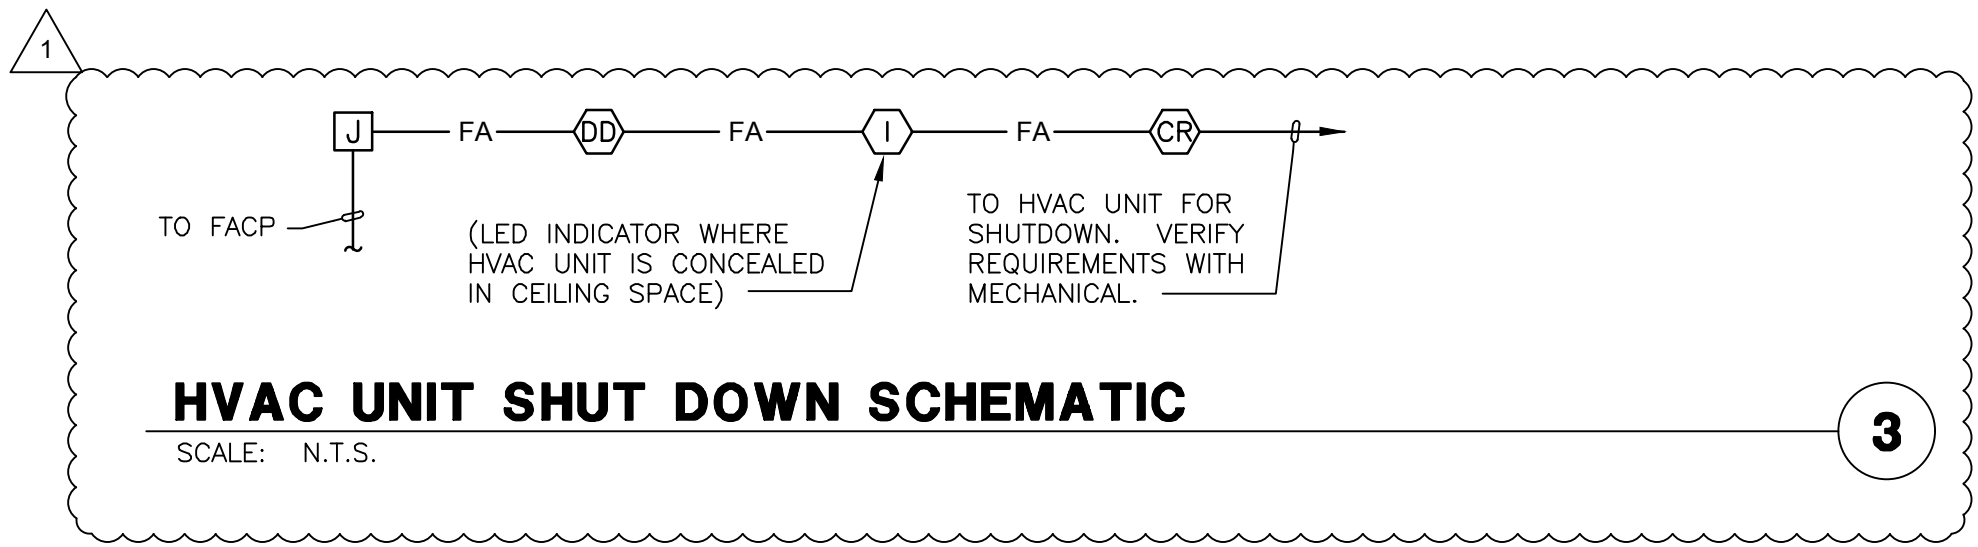 1
J FA DD FA I FA CR
TO FACP
(LED INDICATOR WHERE
HVAC UNIT IS CONCEALED
IN CEILING SPACE)
TO HVAC UNIT FOR
SHUTDOWN. VERIFY
REQUIREMENTS WITH
MECHANICAL.
HVAC UNIT SHUT DOWN SCHEMATIC
3
SCALE: N.T.S.